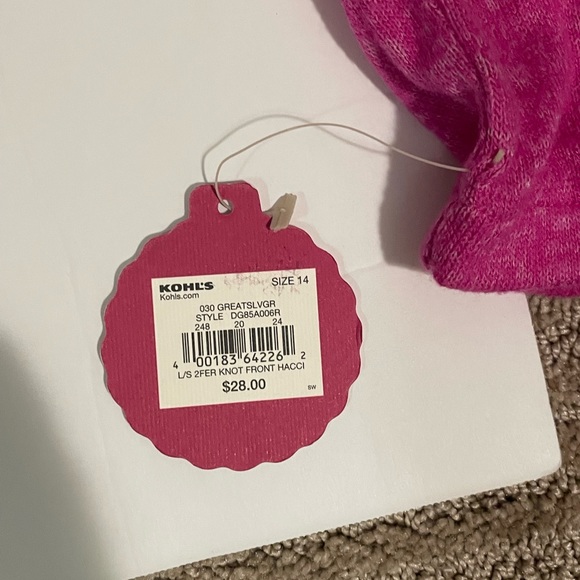 KOHL'S SIZE 14
Kohls.com
030 GREATSLVGR
STYLE DG85A006R
248 20 24
4 00183 64226 2
L/S 2FER KNOT FRONT HACCI
$28.00
BW